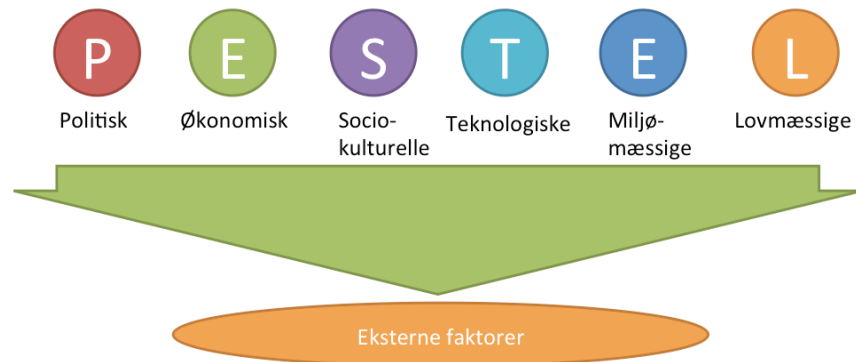 P E S T E L
Politisk Økonomisk Socio- Teknologiske Miljø- Lovmæssige
kulturelle mæssige
Eksterne faktorer